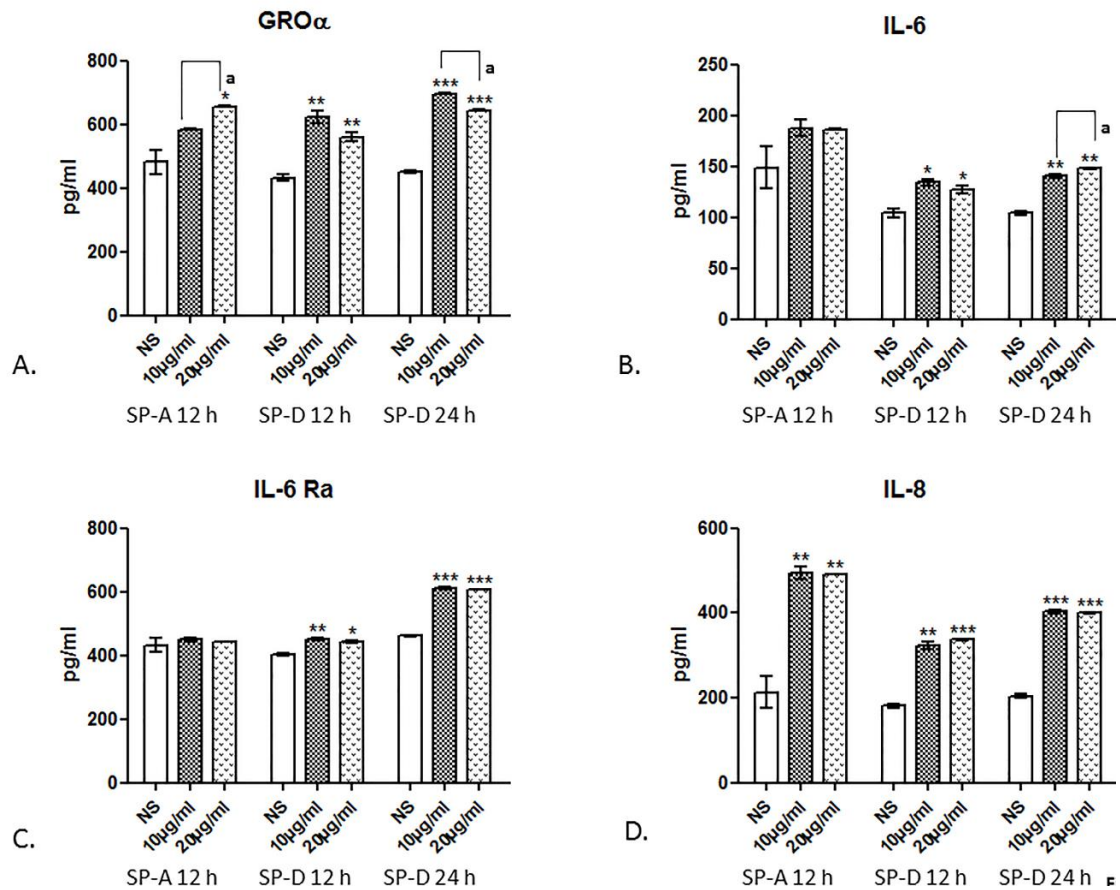 GROα
800
600
400
200
0
pg/ml
a
*
**
**
***
a
***
NS
10µg/ml
20µg/ml
NS
10µg/ml
20µg/ml
NS
10µg/ml
20µg/ml
A.
SP-A 12 h SP-D 12 h SP-D 24 h
IL-6
250
200
150
100
50
0
pg/ml
*
*
**
**
a
NS
10µg/ml
20µg/ml
NS
10µg/ml
20µg/ml
NS
10µg/ml
20µg/ml
B.
SP-A 12 h SP-D 12 h SP-D 24 h
IL-6 Ra
800
600
400
200
0
pg/ml
**
*
***
***
NS
10µg/ml
20µg/ml
NS
10µg/ml
20µg/ml
NS
10µg/ml
20µg/ml
C.
SP-A 12 h SP-D 12 h SP-D 24 h
IL-8
600
400
200
0
pg/ml
**
**
**
***
***
***
NS
10µg/ml
20µg/ml
NS
10µg/ml
20µg/ml
NS
10µg/ml
20µg/ml
D.
SP-A 12 h SP-D 12 h SP-D 24 h